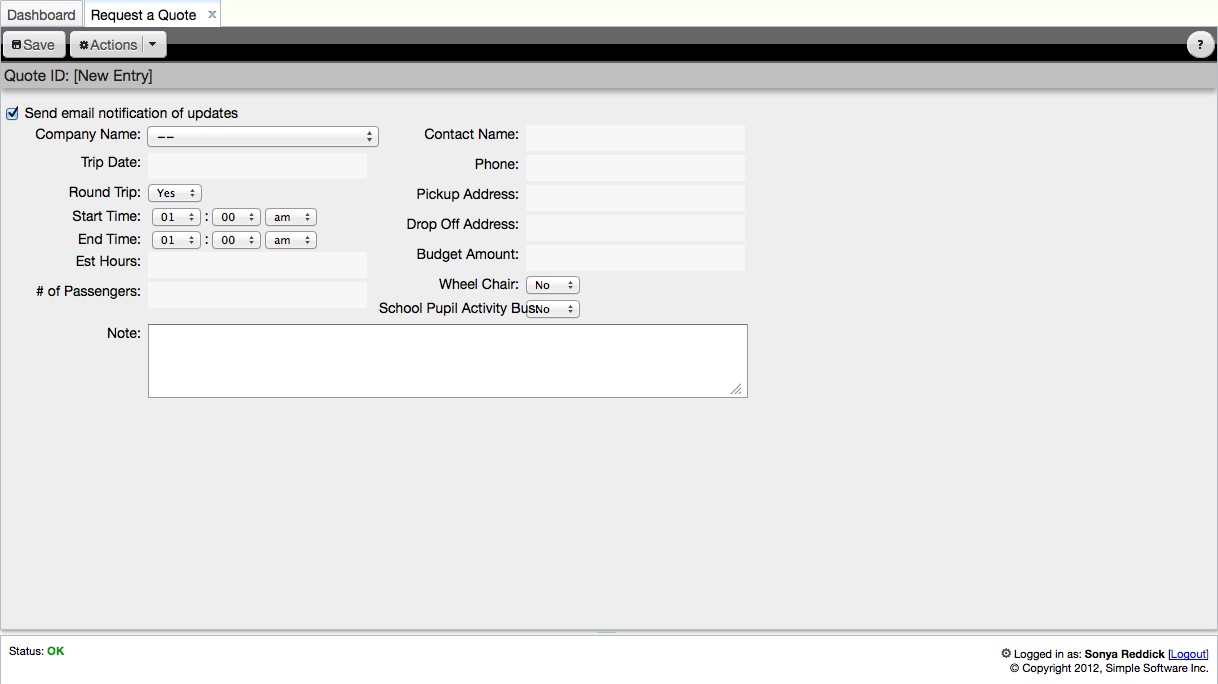 Dashboard Request a Quote x
Save Actions ?
Quote ID: [New Entry]
Send email notification of updates
Company Name: -- Contact Name:
Trip Date: Phone:
Round Trip: Yes Pickup Address:
Start Time: 01 : 00 am Drop Off Address:
End Time: 01 : 00 am
Est Hours: Budget Amount:
# of Passengers: Wheel Chair: No
School Pupil Activity Bus: No
Note:
Status: OK
Logged in as: Sonya Reddick [Logout]
© Copyright 2012, Simple Software Inc.